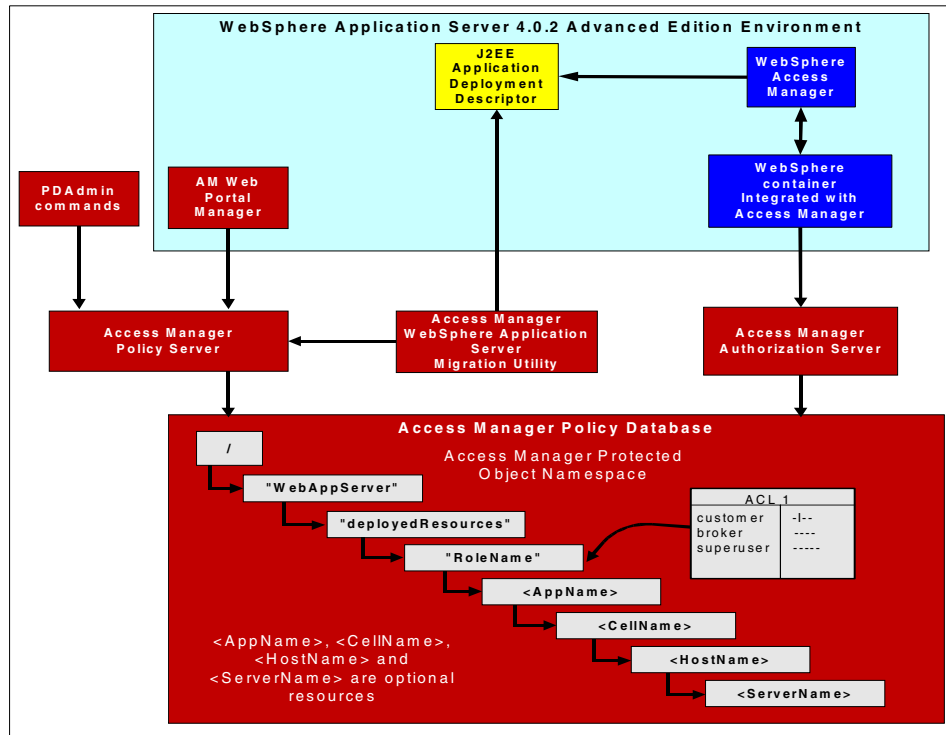 WebSphere Application Server 4.0.2 Advanced Edition Environment
J2EE
Application
Deployment
Descriptor
WebSphere
Access
Manager
PDAdmin
commands
AM Web
Portal
Manager
WebSphere
container
Integrated with
Access Manager
Access Manager
Policy Server
Access Manager
WebSphere Application
Server
Migration Utility
Access Manager
Authorization Server
Access Manager Policy Database
Access Manager Protected
Object Namespace
/
"WebAppServer"
"deployedResources"
"RoleName"
<AppName>
<CellName>
<HostName>
<ServerName>
ACL 1
customer -I--
broker ----
superuser -----
<AppName>, <CellName>,
<HostName> and
<ServerName> are optional
resources